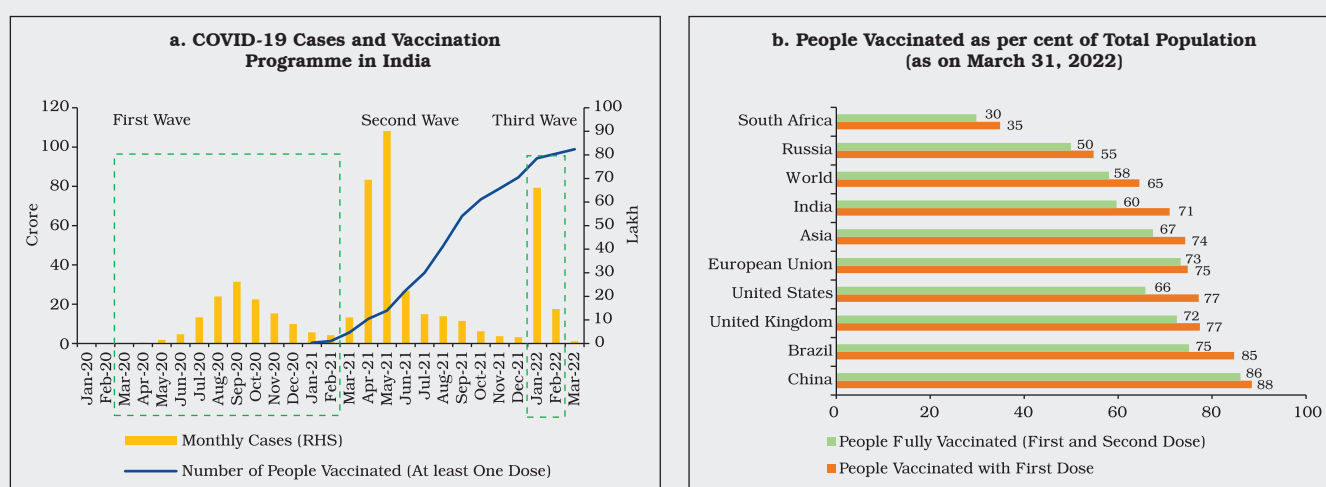 a. COVID-19 Cases and Vaccination
Programme in India
120
100
80
60
40
20
0
Crore
First Wave
Second Wave
Third Wave
100
90
80
70
60
50
40
30
20
10
0
Lakh
Jan-20
Feb-20
Mar-20
Apr-20
May-20
Jun-20
Jul-20
Aug-20
Sep-20
Oct-20
Nov-20
Dec-20
Jan-21
Feb-21
Mar-21
Apr-21
May-21
Jun-21
Jul-21
Aug-21
Sep-21
Oct-21
Nov-21
Dec-21
Jan-22
Feb-22
Mar-22
Monthly Cases (RHS)
Number of People Vaccinated (At least One Dose)
b. People Vaccinated as per cent of Total Population
(as on March 31, 2022)
South Africa 30
35
Russia 50
55
World 58
65
India 60
71
Asia 67
74
European Union 73
75
United States 66
77
United Kingdom 72
77
Brazil 75
85
China 86
88
0 20 40 60 80 100
People Fully Vaccinated (First and Second Dose)
People Vaccinated with First Dose